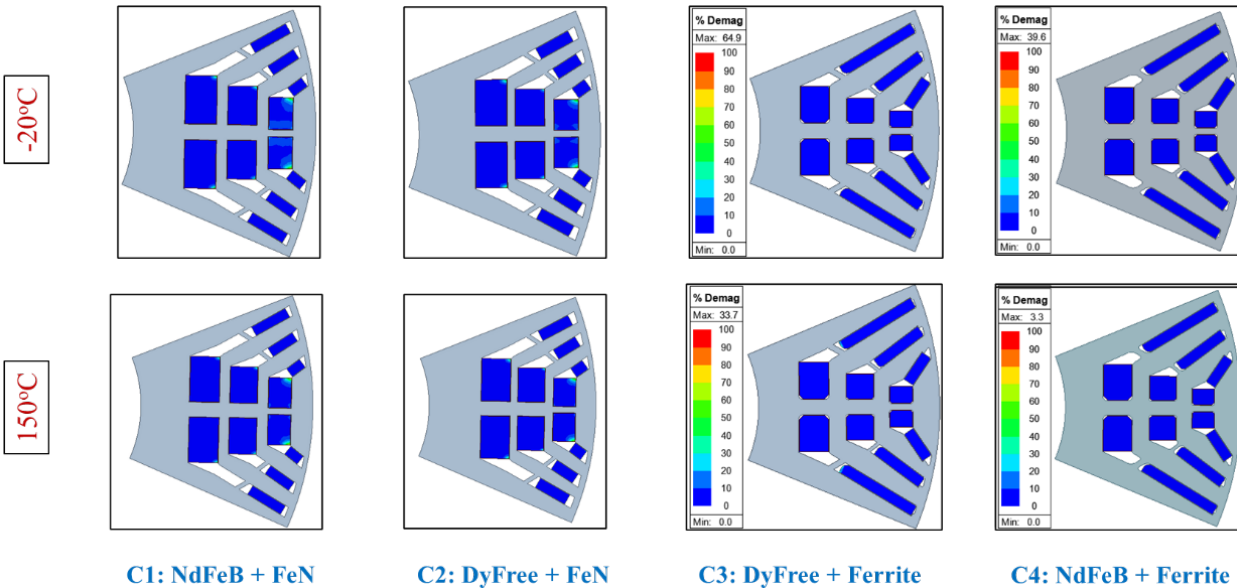 -20°C
% Demag
Max: 64.9
100
90
80
70
60
50
40
30
20
10
0
Min: 0.0
% Demag
Max: 39.6
100
90
80
70
60
50
40
30
20
10
0
Min: 0.0
150°C
% Demag
Max: 33.7
100
90
80
70
60
50
40
30
20
10
0
Min: 0.0
% Demag
Max: 3.3
100
90
80
70
60
50
40
30
20
10
0
Min: 0.0
C1: NdFeB + FeN
C2: DyFree + FeN
C3: DyFree + Ferrite
C4: NdFeB + Ferrite